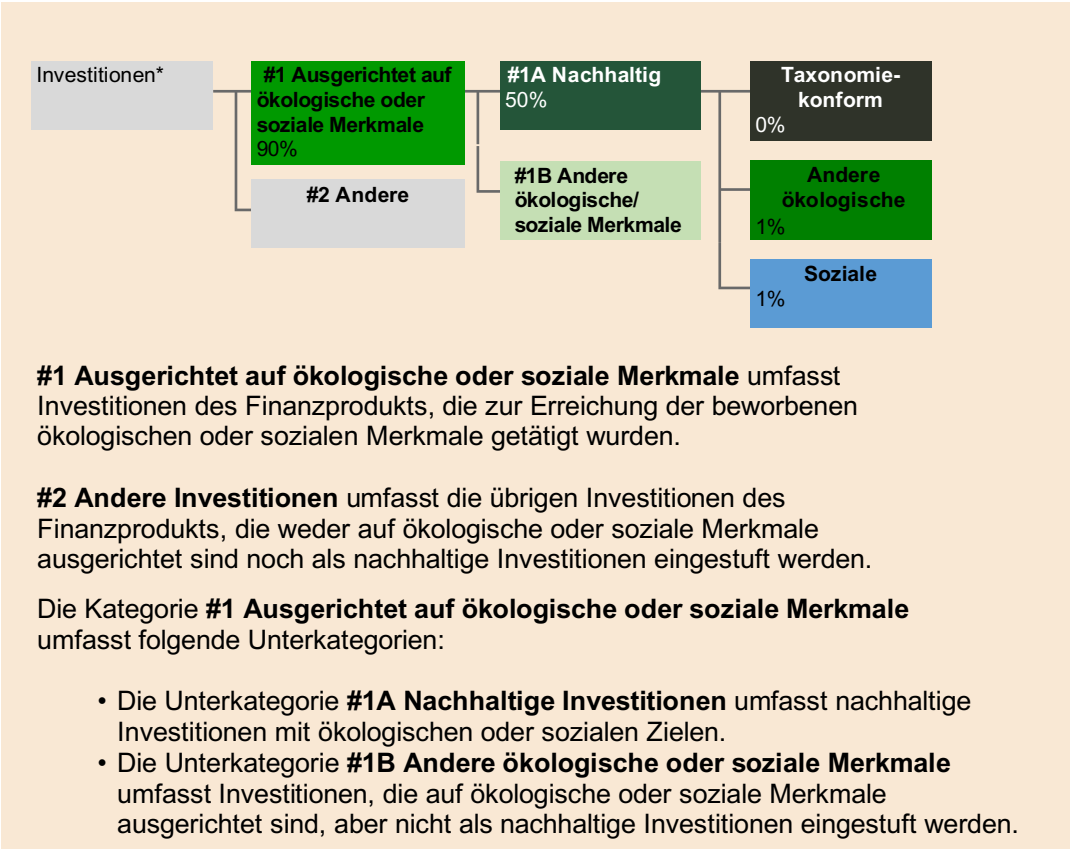 Investitionen*
#1 Ausgerichtet auf
ökologische oder
soziale Merkmale
90%
#2 Andere
#1A Nachhaltig
50%
#1B Andere
ökologische/
soziale Merkmale
Taxonomie-
konform
0%
Andere
ökologische
1%
Soziale
1%
#1 Ausgerichtet auf ökologische oder soziale Merkmale umfasst
Investitionen des Finanzprodukts, die zur Erreichung der beworbenen
ökologischen oder sozialen Merkmale getätigt wurden.
#2 Andere Investitionen umfasst die übrigen Investitionen des
Finanzprodukts, die weder auf ökologische oder soziale Merkmale
ausgerichtet sind noch als nachhaltige Investitionen eingestuft werden.
Die Kategorie #1 Ausgerichtet auf ökologische oder soziale Merkmale
umfasst folgende Unterkategorien:
• Die Unterkategorie #1A Nachhaltige Investitionen umfasst nachhaltige
Investitionen mit ökologischen oder sozialen Zielen.
• Die Unterkategorie #1B Andere ökologische oder soziale Merkmale
umfasst Investitionen, die auf ökologische oder soziale Merkmale
ausgerichtet sind, aber nicht als nachhaltige Investitionen eingestuft werden.